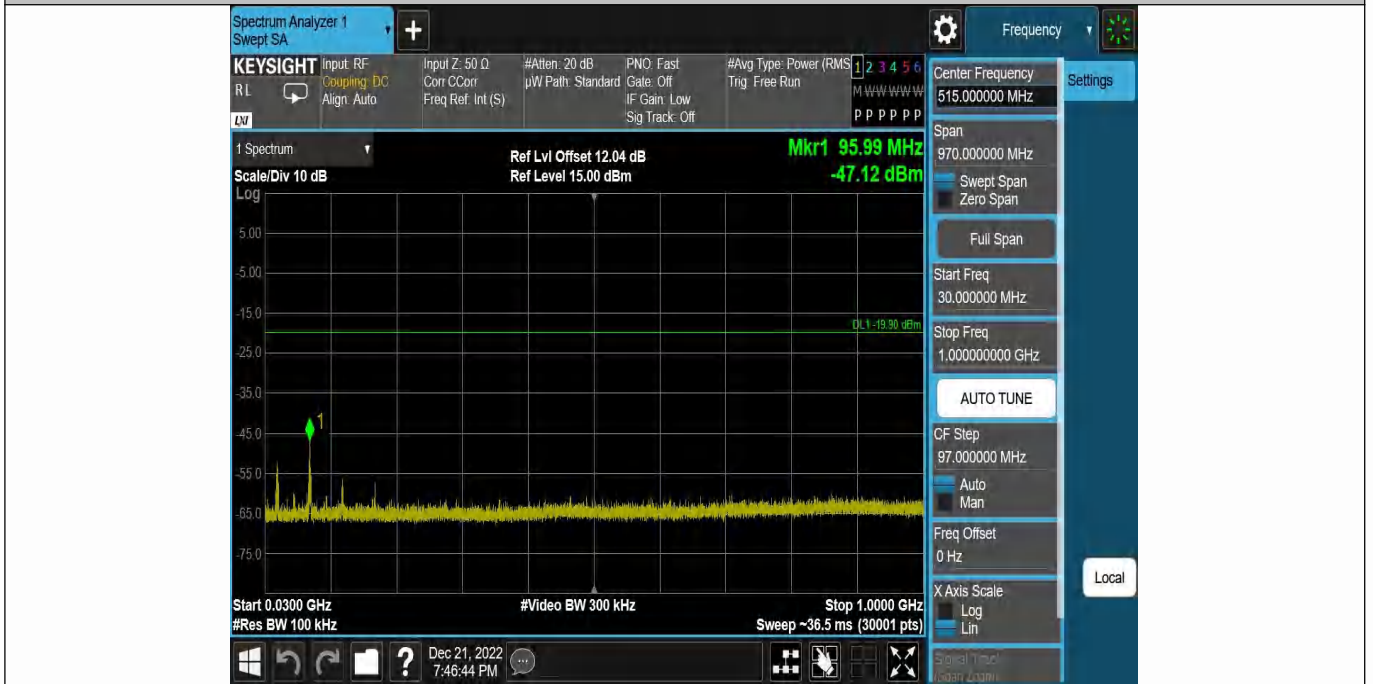 Spectrum Analyzer 1
Swept SA
+
Frequency
KEYSIGHT
RL
LXI
Input: RF
Coupling: DC
Align: Auto
Input Z: 50 Ω
Corr CCorr
Freq Ref: Int (S)
#Atten: 20 dB
µW Path: Standard
PNO: Fast
Gate: Off
IF Gain: Low
Sig Track: Off
#Avg Type: Power (RMS
Trig: Free Run
1 2 3 4 5 6
M W W W W W
P P P P P P
1 Spectrum
Scale/Div 10 dB
Ref Lvl Offset 12.04 dB
Ref Level 15.00 dBm
Mkr1 95.99 MHz
-47.12 dBm
Log
5.00
-5.00
-15.0
DL1 -19.90 dBm
-25.0
-35.0
1
-45.0
-55.0
-65.0
-75.0
Start 0.0300 GHz
#Res BW 100 kHz
#Video BW 300 kHz
Stop 1.0000 GHz
Sweep ~36.5 ms (30001 pts)
Center Frequency
515.000000 MHz
Settings
Span
970.000000 MHz
Swept Span
Zero Span
Full Span
Start Freq
30.000000 MHz
Stop Freq
1.000000000 GHz
AUTO TUNE
CF Step
97.000000 MHz
Auto
Man
Freq Offset
0 Hz
X Axis Scale
Log
Lin
Local
Signal Track
(Span Zoom)
?
Dec 21, 2022
7:46:44 PM